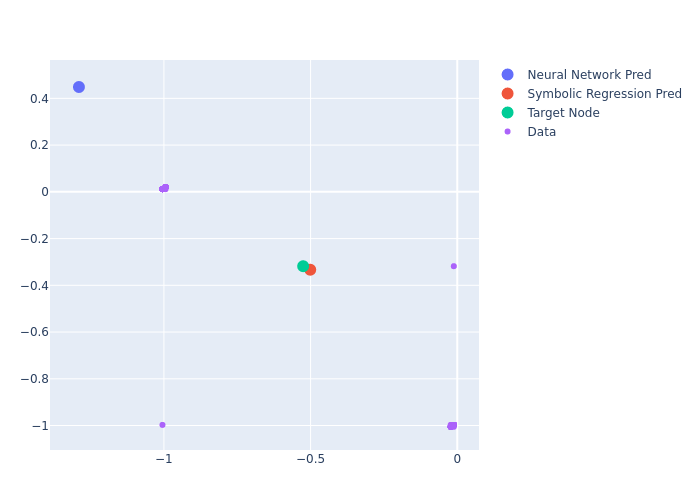 Neural Network Pred
Symbolic Regression Pred
Target Node
Data
0.4
0.2
0
−0.2
−0.4
−0.6
−0.8
−1
−1
−0.5
0